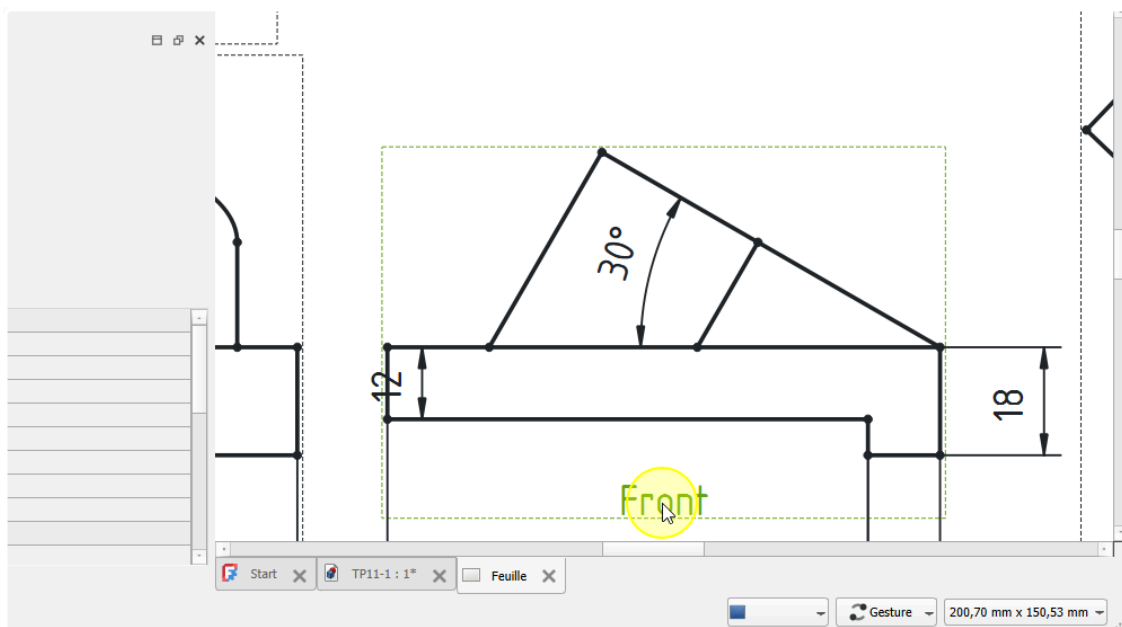 30°
12
18
Front
Start
TP11-1 : 1*
Feuille
Gesture
200,70 mm x 150,53 mm